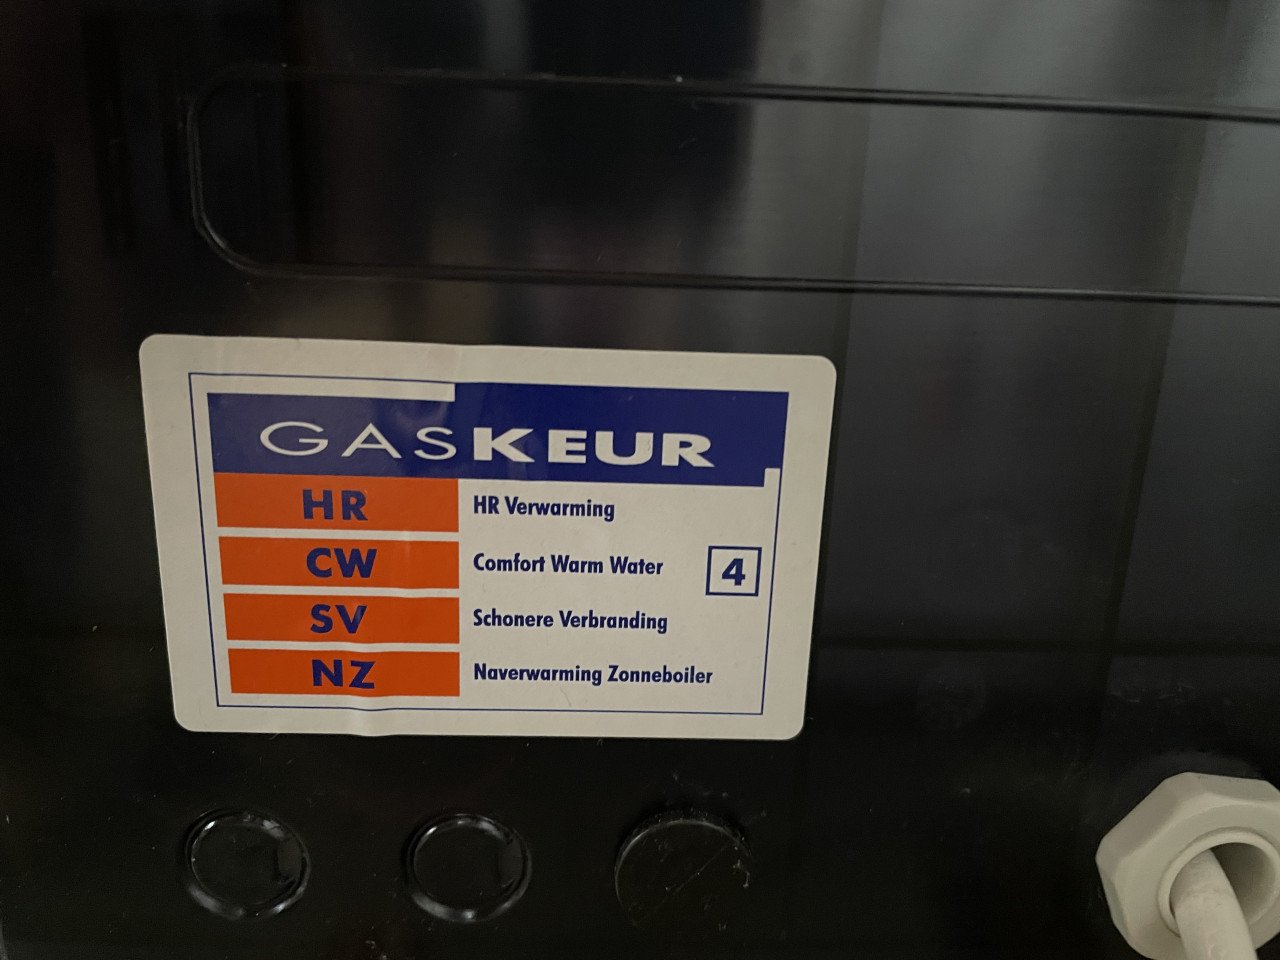 GASKEUR
HR HR Verwarming
CW Comfort Warm Water 4
SV Schonere Verbranding
NZ Naverwarming Zonneboiler